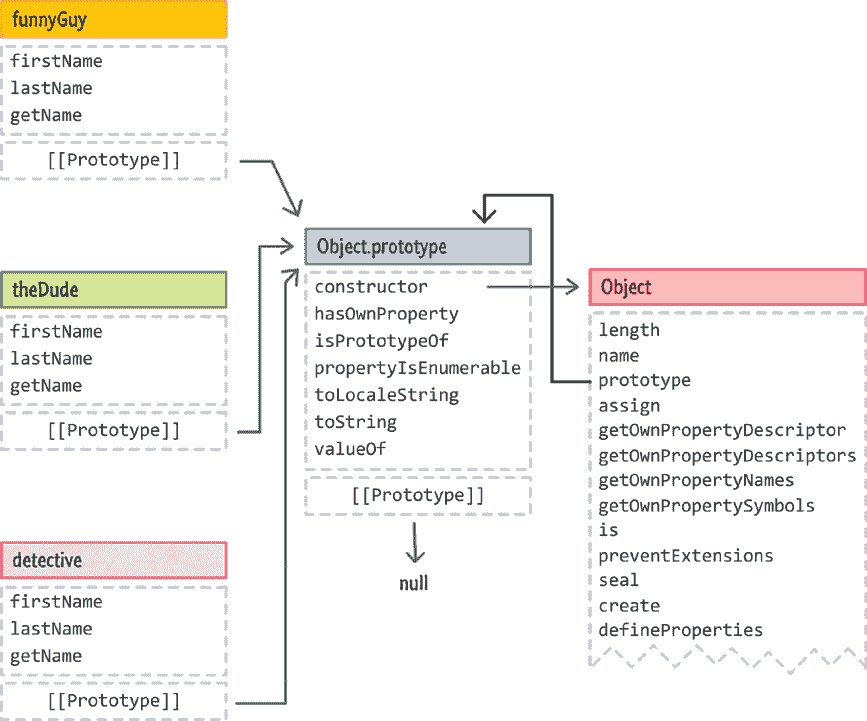 funnyGuy
firstName
lastName
getName
[[Prototype]]
theDude
firstName
lastName
getName
[[Prototype]]
detective
firstName
lastName
getName
[[Prototype]]
Object.prototype
constructor
hasOwnProperty
isPrototypeOf
propertyIsEnumerable
toLocaleString
toString
valueOf
[[Prototype]]
null
Object
length
name
prototype
assign
getOwnPropertyDescriptor
getOwnPropertyDescriptors
getOwnPropertyNames
getOwnPropertySymbols
is
preventExtensions
seal
create
defineProperties